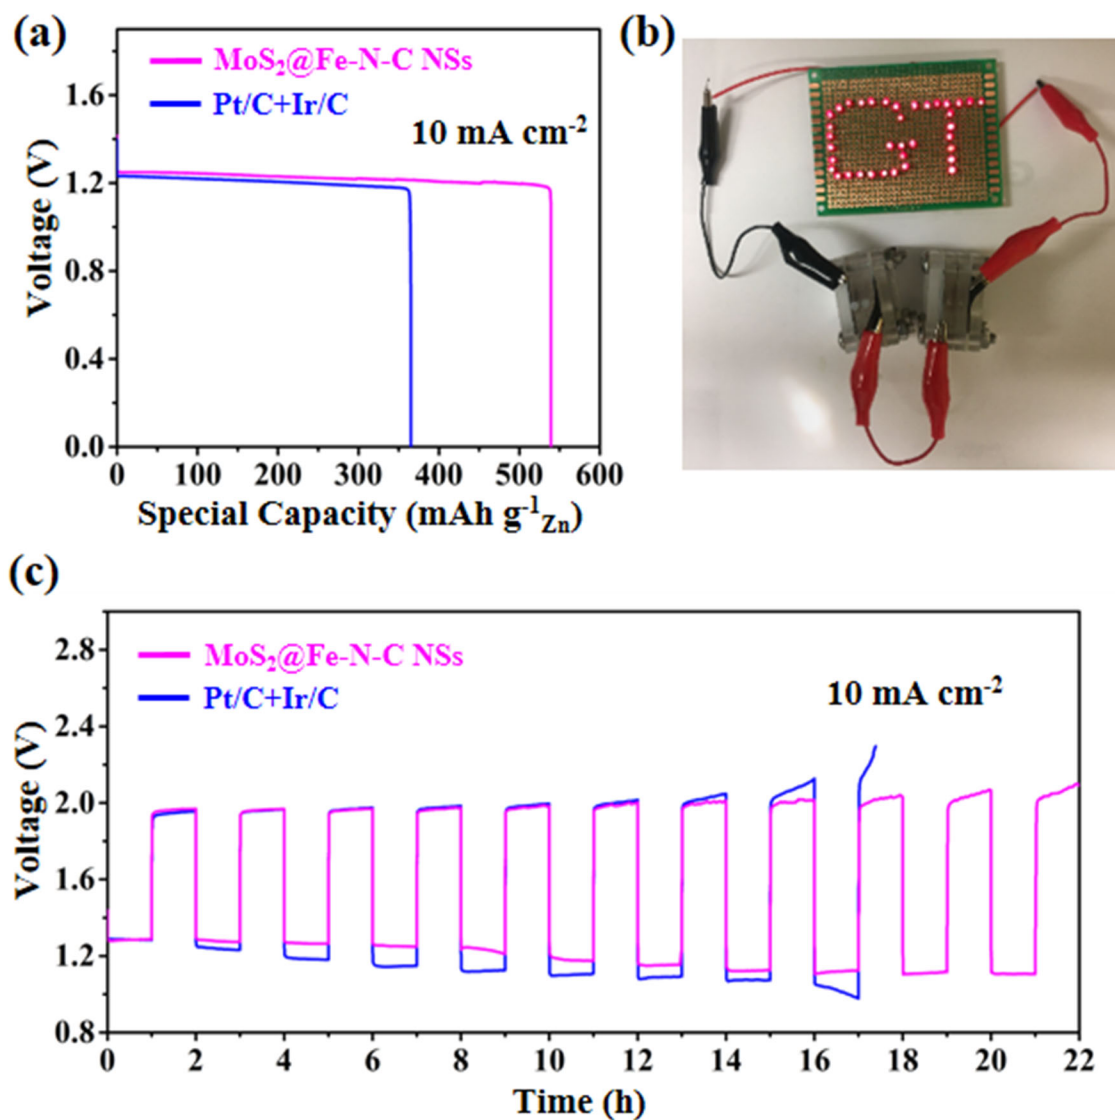 (a)
MoS₂@Fe-N-C NSs
Pt/C+Ir/C
10 mA cm⁻²
1.6
1.2
0.8
0.4
0.0
Voltage (V)
0 100 200 300 400 500 600
Special Capacity (mAh g⁻¹Zn)
(b)
GT
(c)
MoS₂@Fe-N-C NSs
Pt/C+Ir/C
10 mA cm⁻²
2.8
2.4
2.0
1.6
1.2
0.8
Voltage (V)
0 2 4 6 8 10 12 14 16 18 20 22
Time (h)